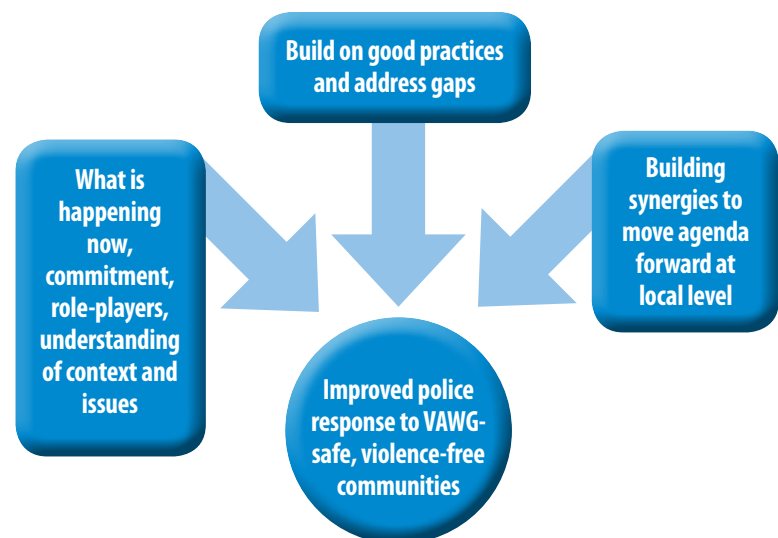 Build on good practices
and address gaps
What is
happening
now,
commitment,
role-players,
understanding
of context and
issues
Building
synergies to
move agenda
forward at
local level
Improved police
response to VAWG-
safe, violence-free
communities